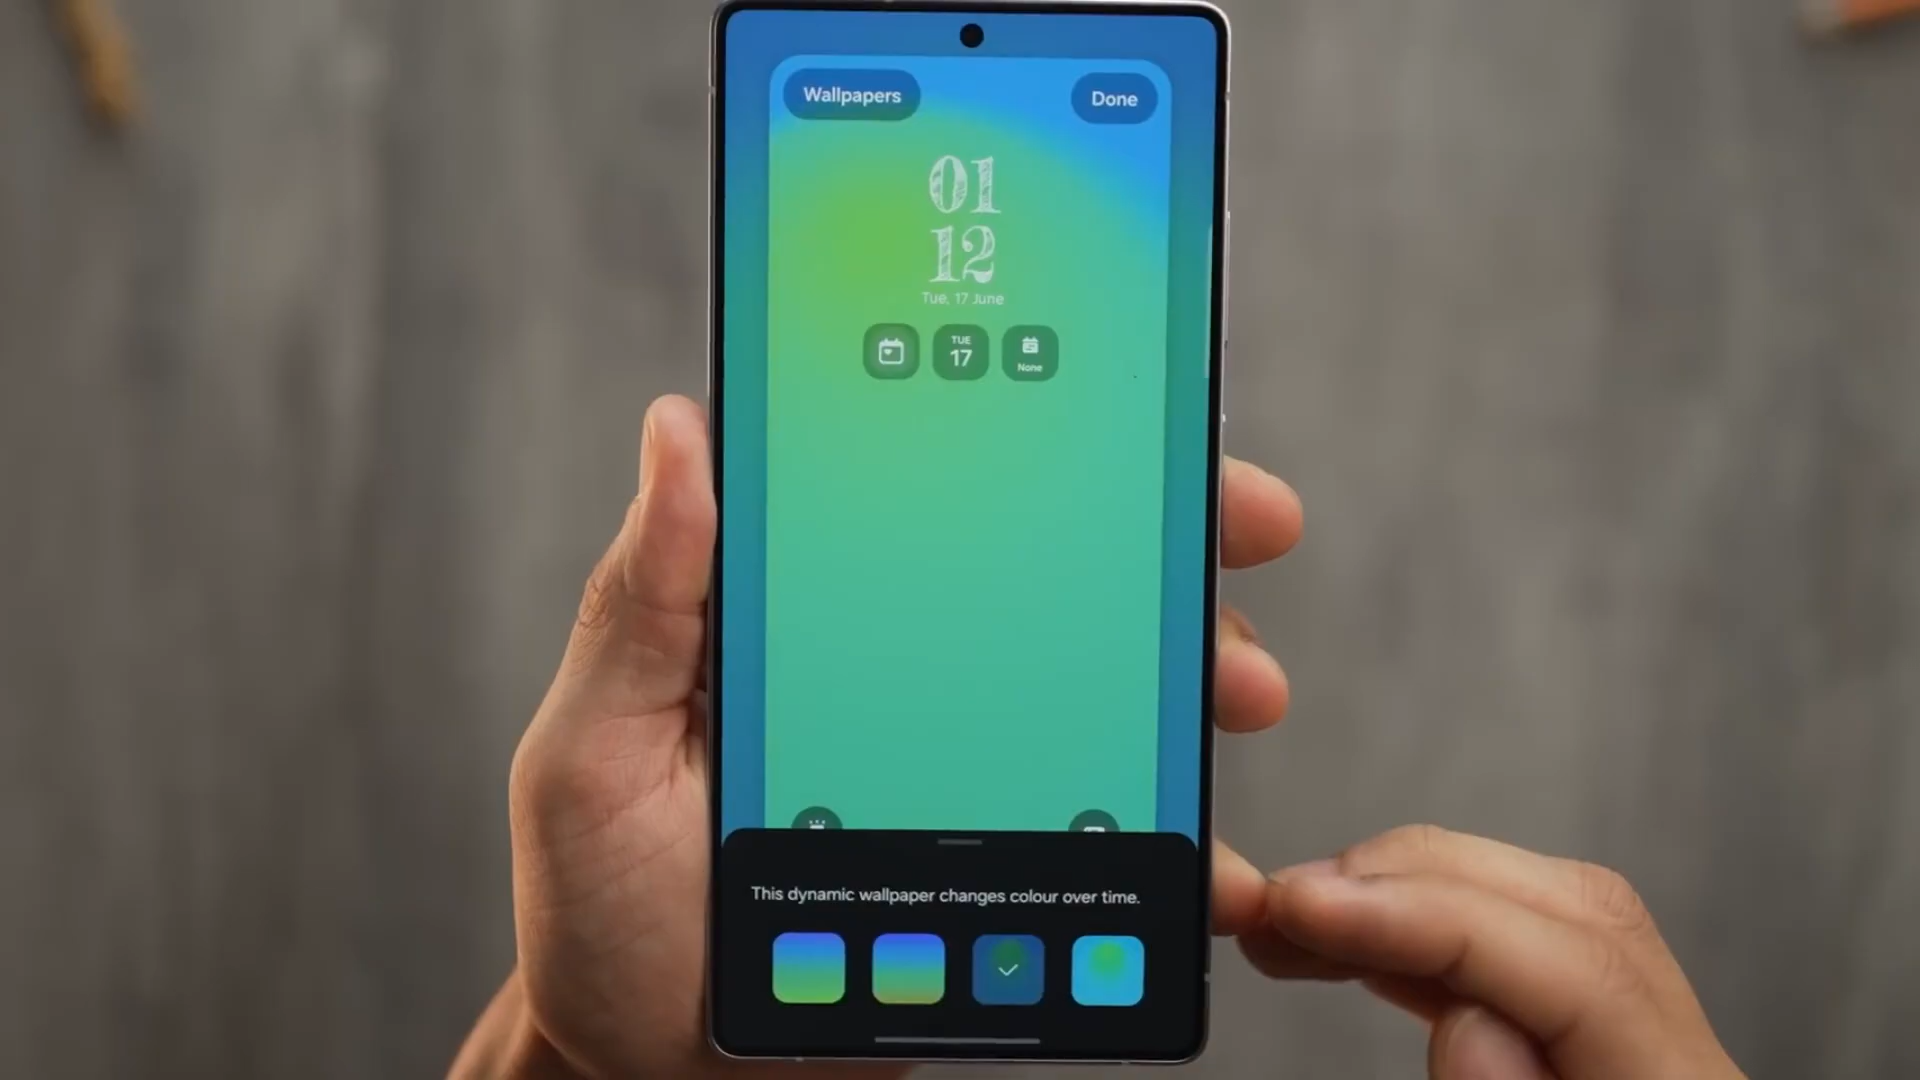 Wallpapers
Done
01
12
Tue, 17 June
TUE
17
None
This dynamic wallpaper changes colour over time.